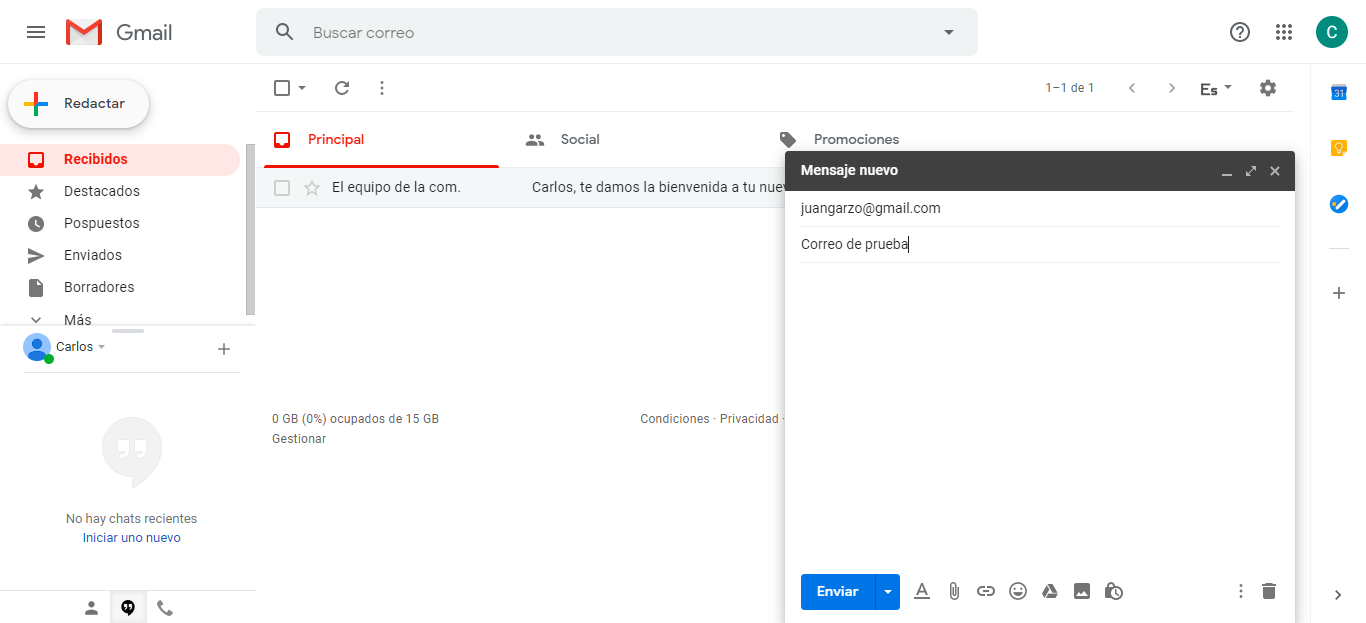 Gmail
Buscar correo
C
Redactar
1–1 de 1
Es
31
Principal
Social
Promociones
Recibidos
Destacados
Pospuestos
Enviados
Borradores
Más
El equipo de la com.
Carlos, te damos la bienvenida a tu nuev
Mensaje nuevo
juangarzo@gmail.com
Correo de prueba
Carlos
0 GB (0%) ocupados de 15 GB
Gestionar
Condiciones · Privacidad ·
No hay chats recientes
Iniciar uno nuevo
Enviar